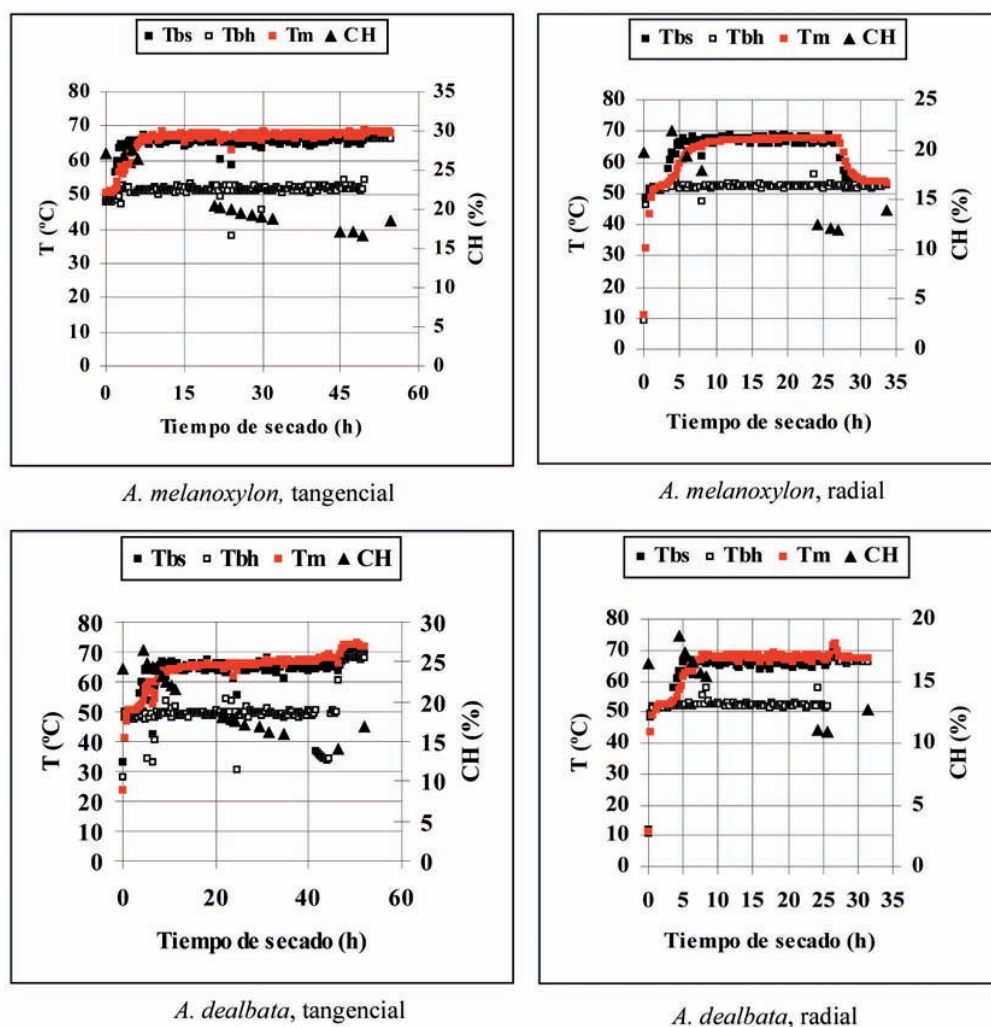 Tbs Tbh Tm CH
80
70
60
50
40
30
20
10
0
T (ºC)
35
30
25
20
15
10
5
0
CH (%)
0 15 30 45 60
Tiempo de secado (h)
A. melanoxylon, tangencial
Tbs Tbh Tm CH
80
70
60
50
40
30
20
10
0
T (ºC)
25
20
15
10
5
0
CH (%)
0 5 10 15 20 25 30 35
Tiempo de secado (h)
A. melanoxylon, radial
Tbs Tbh Tm CH
80
70
60
50
40
30
20
10
0
T (ºC)
30
25
20
15
10
5
0
CH (%)
0 20 40 60
Tiempo de secado (h)
A. dealbata, tangencial
Tbs Tbh Tm CH
80
70
60
50
40
30
20
10
0
T (ºC)
20
15
10
5
0
CH (%)
0 5 10 15 20 25 30 35
Tiempo de secado (h)
A. dealbata, radial